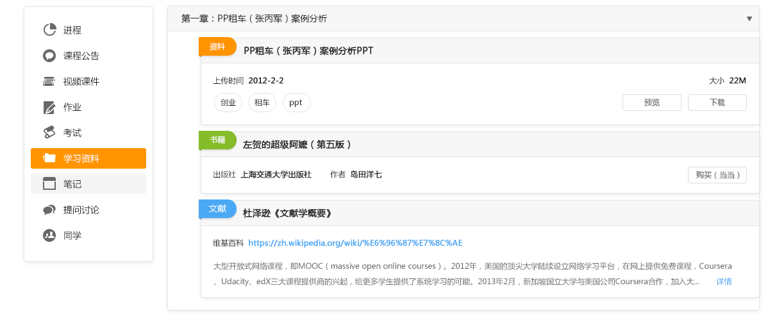 进程
课程公告
视频课件
作业
考试
学习资料
笔记
提问讨论
同学
第一章：PP租车（张丙军）案例分析
资料 PP租车（张丙军）案例分析PPT
上传时间 2012-2-2 大小 22M
创业 租车 ppt 预览 下载
书籍 左贺的超级阿嬷（第五版）
出版社 上海交通大学出版社 作者 岛田洋七 购买（当当）
文献 杜泽逊《文献学概要》
维基百科 https://zh.wikipedia.org/wiki/%E6%96%87%E7%8C%AE
大型开放式网络课程，即MOOC（massive open online courses）。2012年，美国的顶尖大学陆续设立网络学习平台，在网上提供免费课程，Coursera
、Udacity、edX三大课程提供商的兴起，给更多学生提供了系统学习的可能。2013年2月，新加坡国立大学与美国公司Coursera合作，加入大... 详情